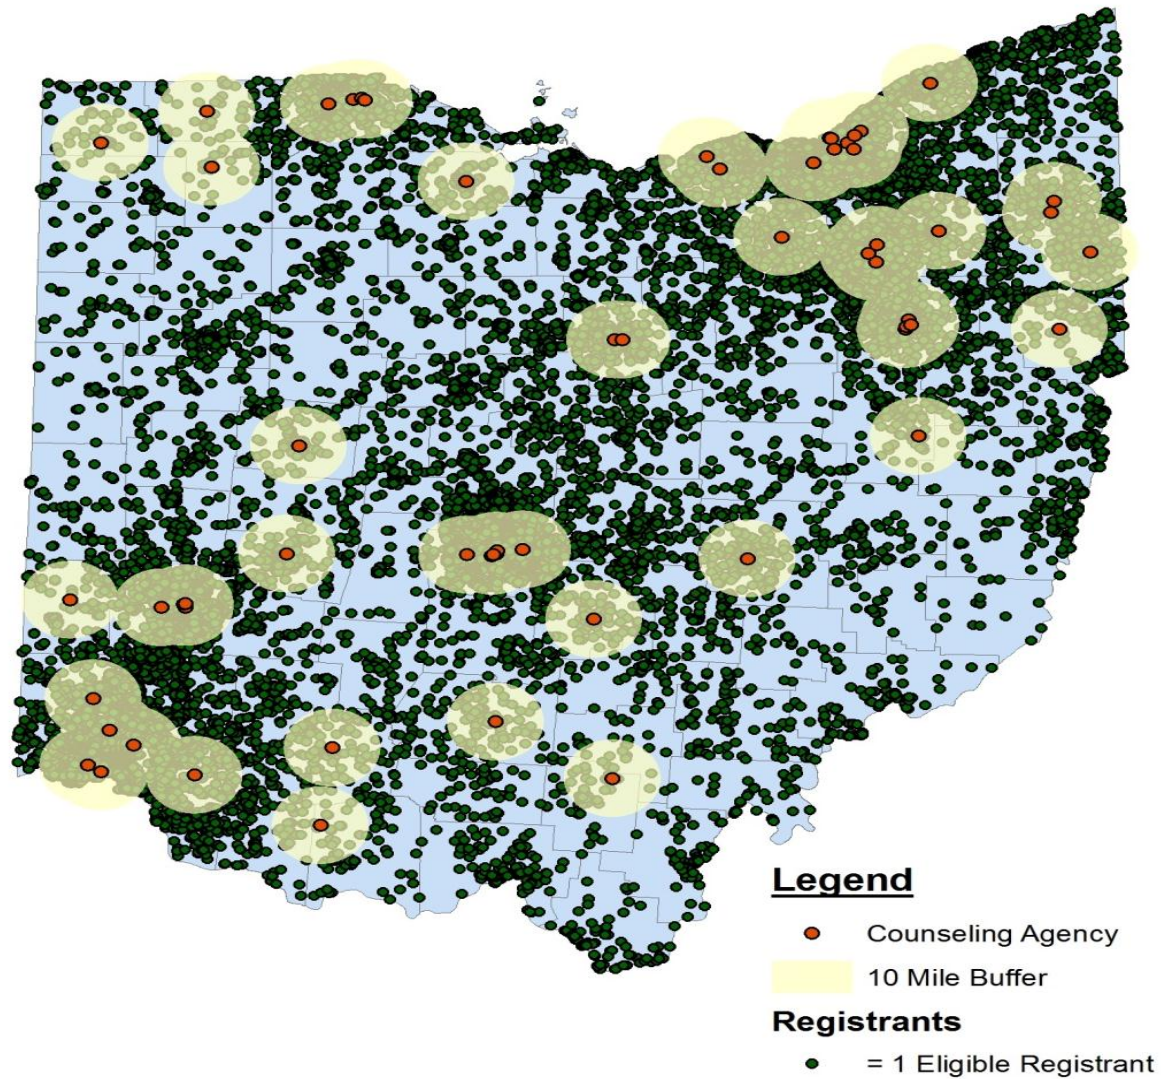 Legend
Counseling Agency
10 Mile Buffer
Registrants
= 1 Eligible Registrant